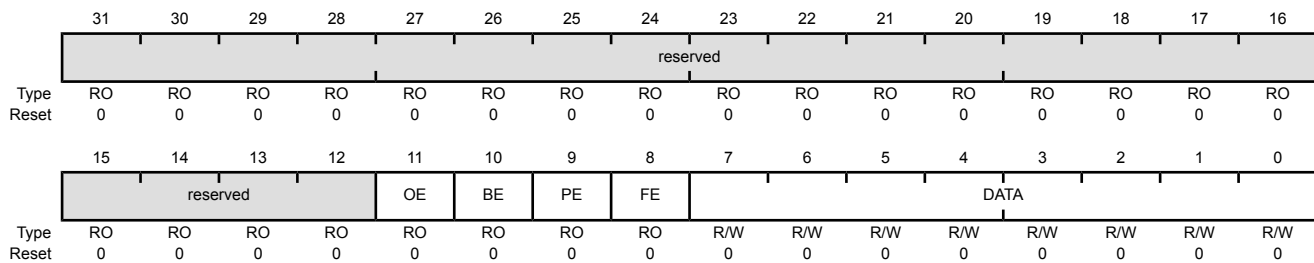 31 30 29 28 27 26 25 24 23 22 21 20 19 18 17 16
reserved
Type RO RO RO RO RO RO RO RO RO RO RO RO RO RO RO RO
Reset 0 0 0 0 0 0 0 0 0 0 0 0 0 0 0 0
15 14 13 12 11 10 9 8 7 6 5 4 3 2 1 0
reserved OE BE PE FE DATA
Type RO RO RO RO RO RO RO RO R/W R/W R/W R/W R/W R/W R/W R/W
Reset 0 0 0 0 0 0 0 0 0 0 0 0 0 0 0 0